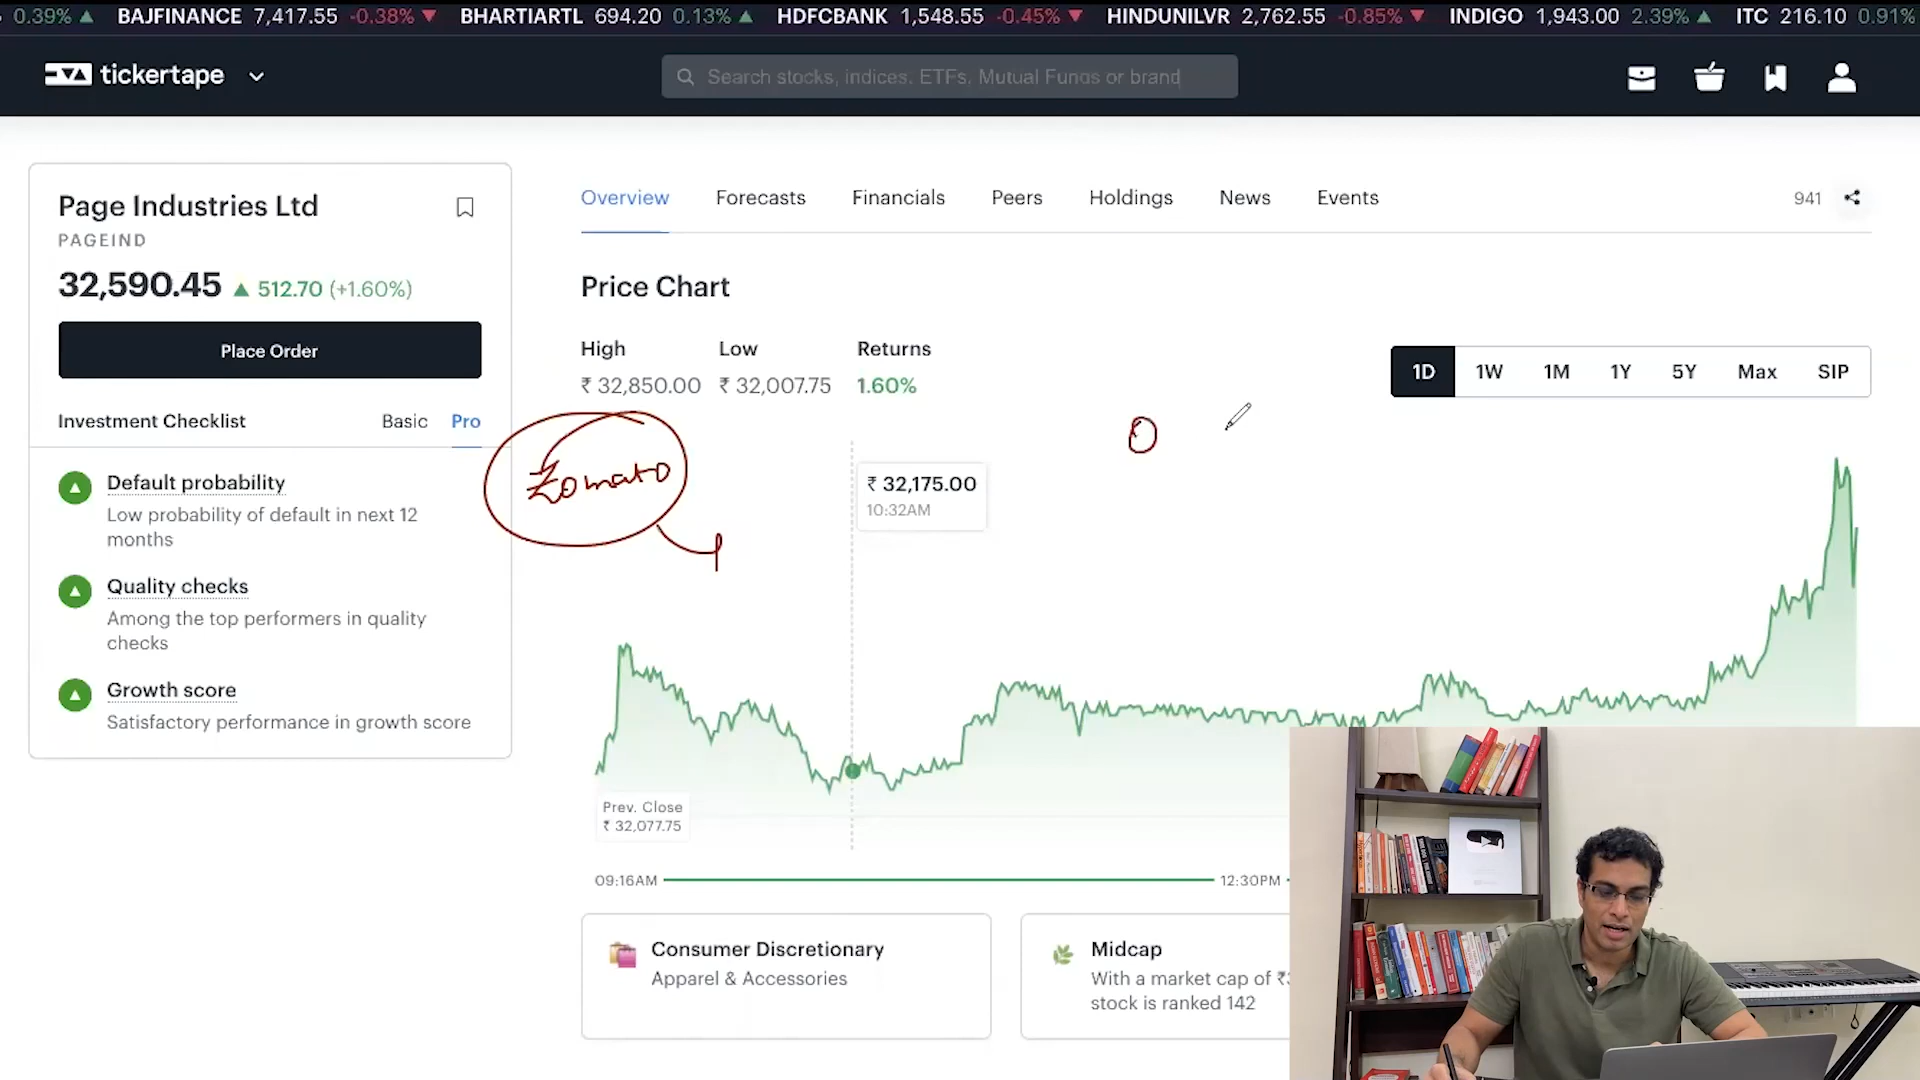 0.39% ▲ BAJFINANCE 7,417.55 -0.38% ▼ BHARTIARTL 694.20 0.13% ▲ HDFCBANK 1,548.55 -0.45% ▼ HINDUNILVR 2,762.55 -0.85% ▼ INDIGO 1,943.00 2.39% ▲ ITC 216.10 0.91%
tickertape
Search stocks, indices, ETFs, Mutual Funds or brand
Page Industries Ltd
PAGEIND
32,590.45 ▲ 512.70 (+1.60%)
Place Order
Investment Checklist Basic Pro
Default probability
Low probability of default in next 12
months
Quality checks
Among the top performers in quality
checks
Growth score
Satisfactory performance in growth score
Overview Forecasts Financials Peers Holdings News Events 941
Price Chart
High Low Returns
₹ 32,850.00 ₹ 32,007.75 1.60%
1D 1W 1M 1Y 5Y Max SIP
Zomato
₹ 32,175.00
10:32AM
Prev. Close
₹ 32,077.75
09:16AM 12:30PM
Consumer Discretionary
Apparel & Accessories
Midcap
With a market cap of
stock is ranked 142